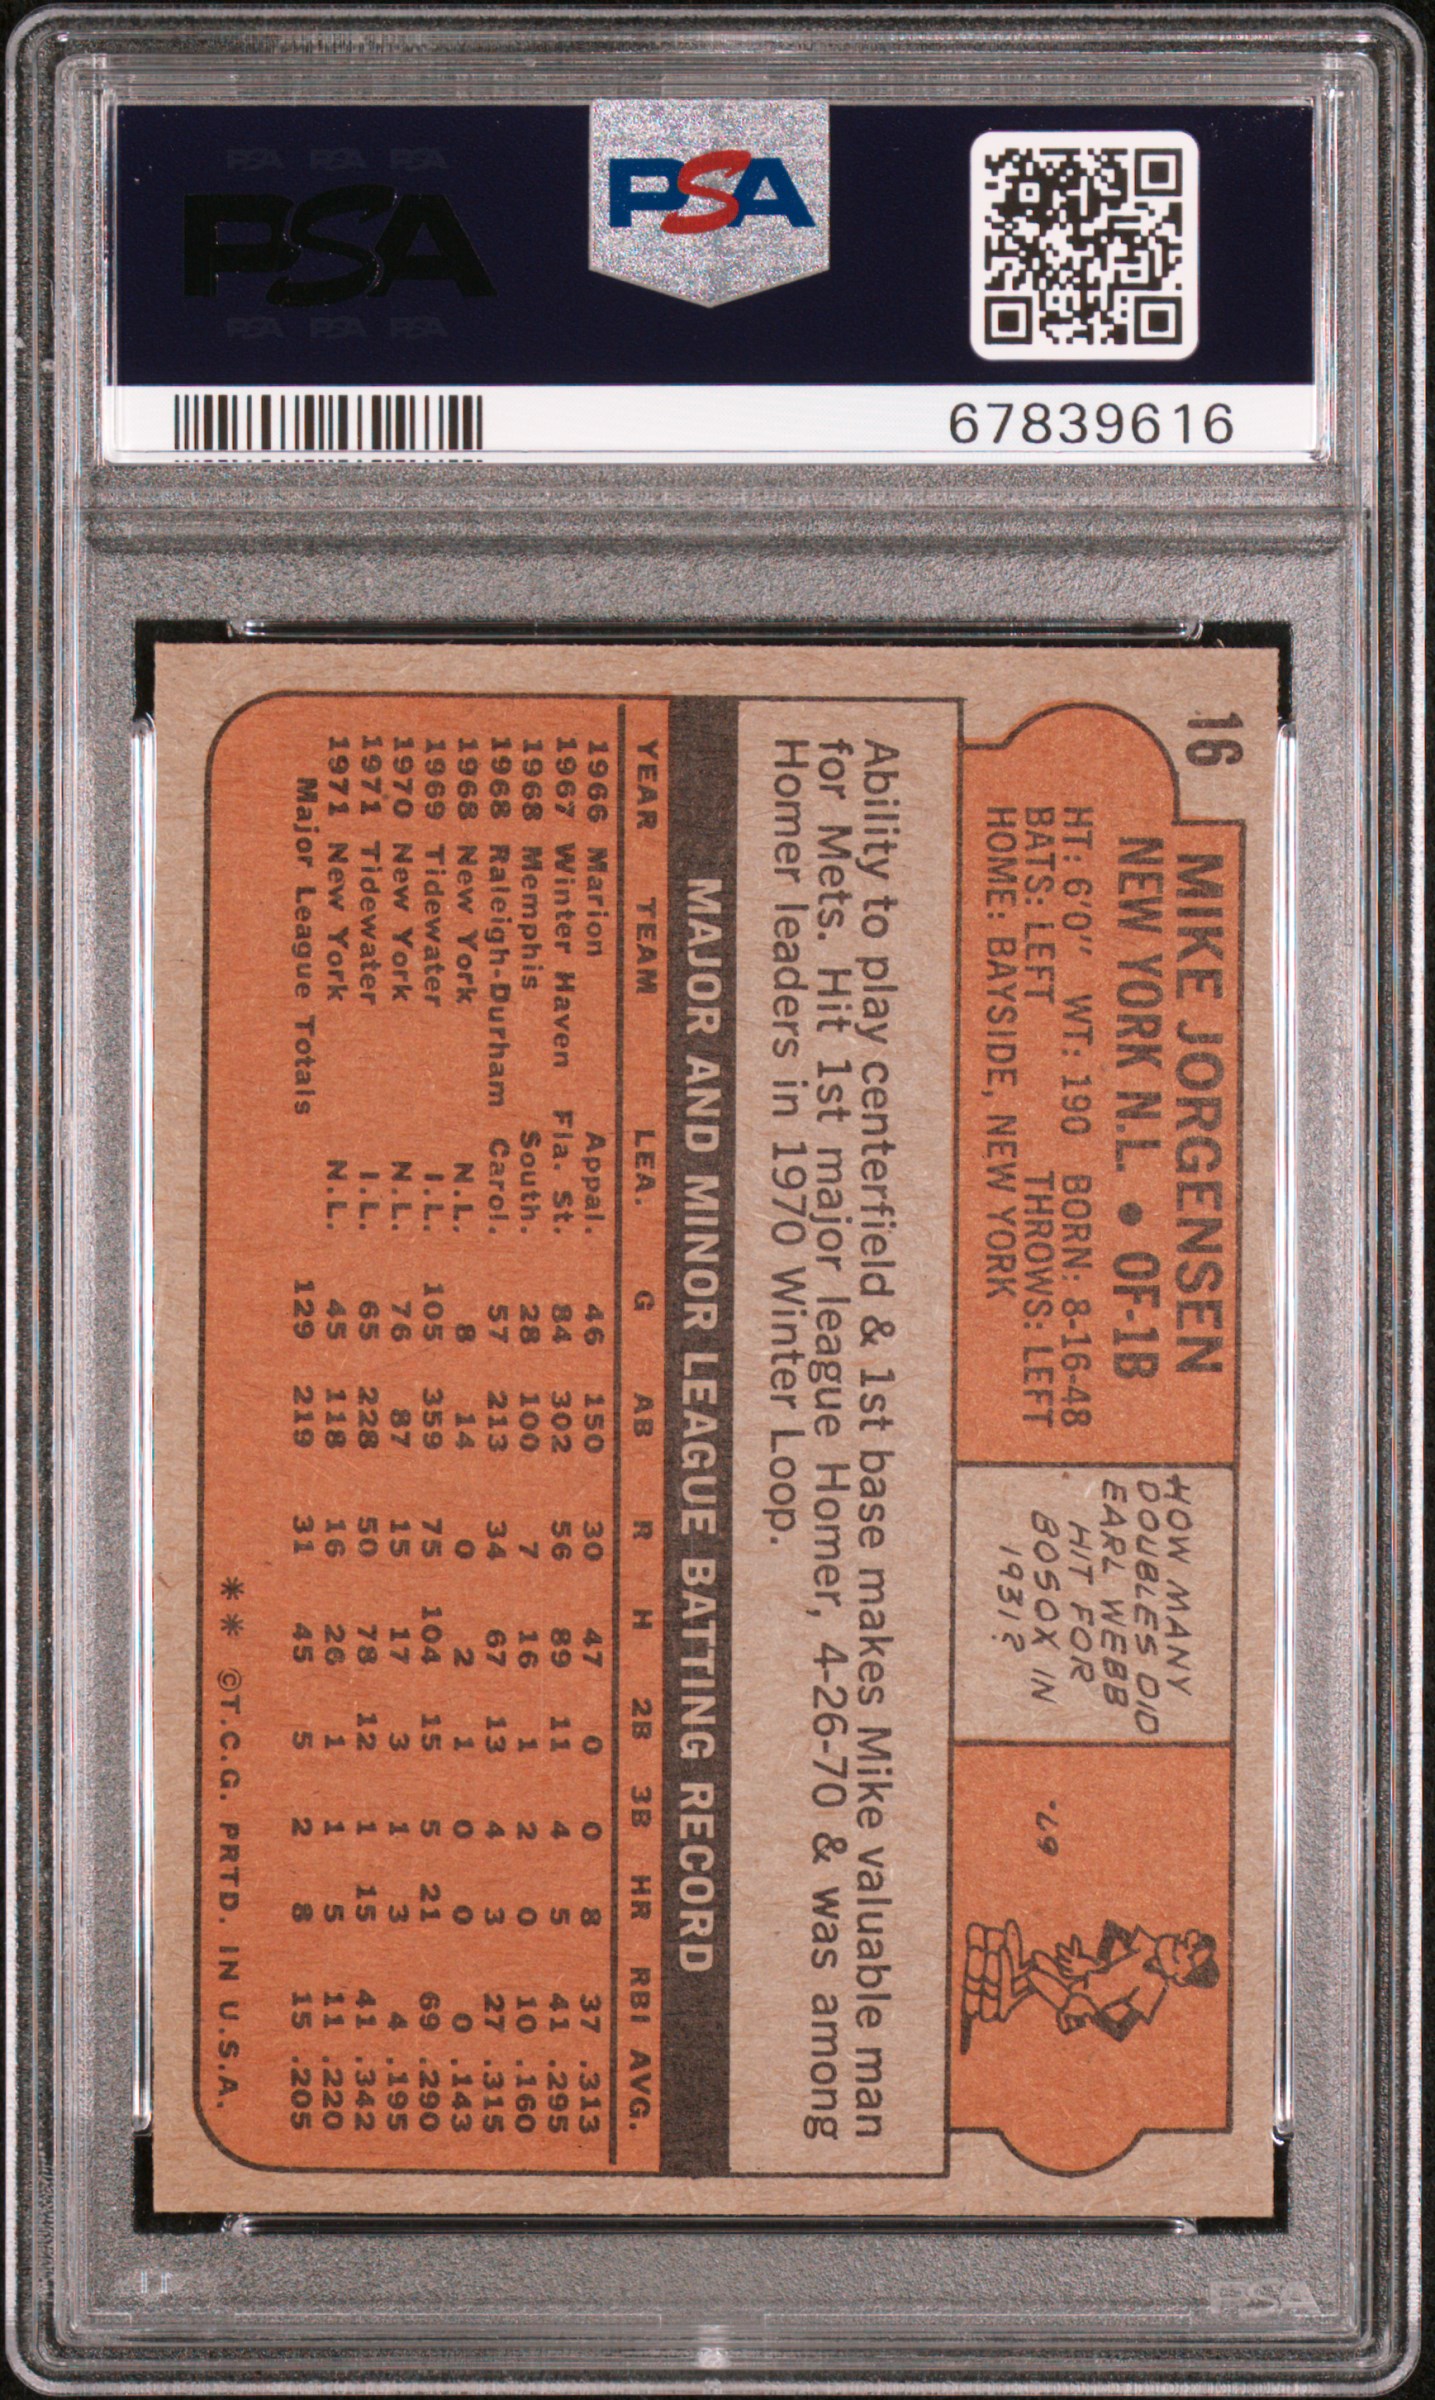 PSA PSA PSA
PSA
PSA PSA PSA
PSA
67839616
16
MIKE JORGENSEN
NEW YORK N.L. • OF-1B
HT: 6'0" WT: 190 BORN: 8-16-48
BATS: LEFT THROWS: LEFT
HOME: BAYSIDE, NEW YORK
HOW MANY
DOUBLES DID
EARL WEBB
HIT FOR
BOSOX IN
1931?
67.
Ability to play centerfield & 1st base makes Mike valuable man
for Mets. Hit 1st major league Homer, 4-26-70 & was among
Homer leaders in 1970 Winter Loop.
MAJOR AND MINOR LEAGUE BATTING RECORD
YEAR TEAM LEA. G AB R H 2B 3B HR RBI AVG.
1966 Marion Appal. 46 150 30 47 0 0 8 37 .313
1967 Winter Haven Fla. St. 84 302 56 89 11 4 5 41 .295
1968 Memphis South. 28 100 7 16 1 2 0 10 .160
1968 Raleigh-Durham Carol. 57 213 34 67 13 4 3 27 .315
1968 New York N.L. 8 14 0 2 1 0 0 0 .143
1969 Tidewater I.L. 105 359 75 104 15 5 21 69 .290
1970 New York N.L. 76 87 15 17 3 1 3 4 .195
1971 Tidewater I.L. 65 228 50 78 12 1 15 41 .342
1971 New York N.L. 45 118 16 26 1 1 5 11 .220
Major League Totals 129 219 31 45 5 2 8 15 .205
** ©T.C.G. PRTD. IN U.S.A.
PSA